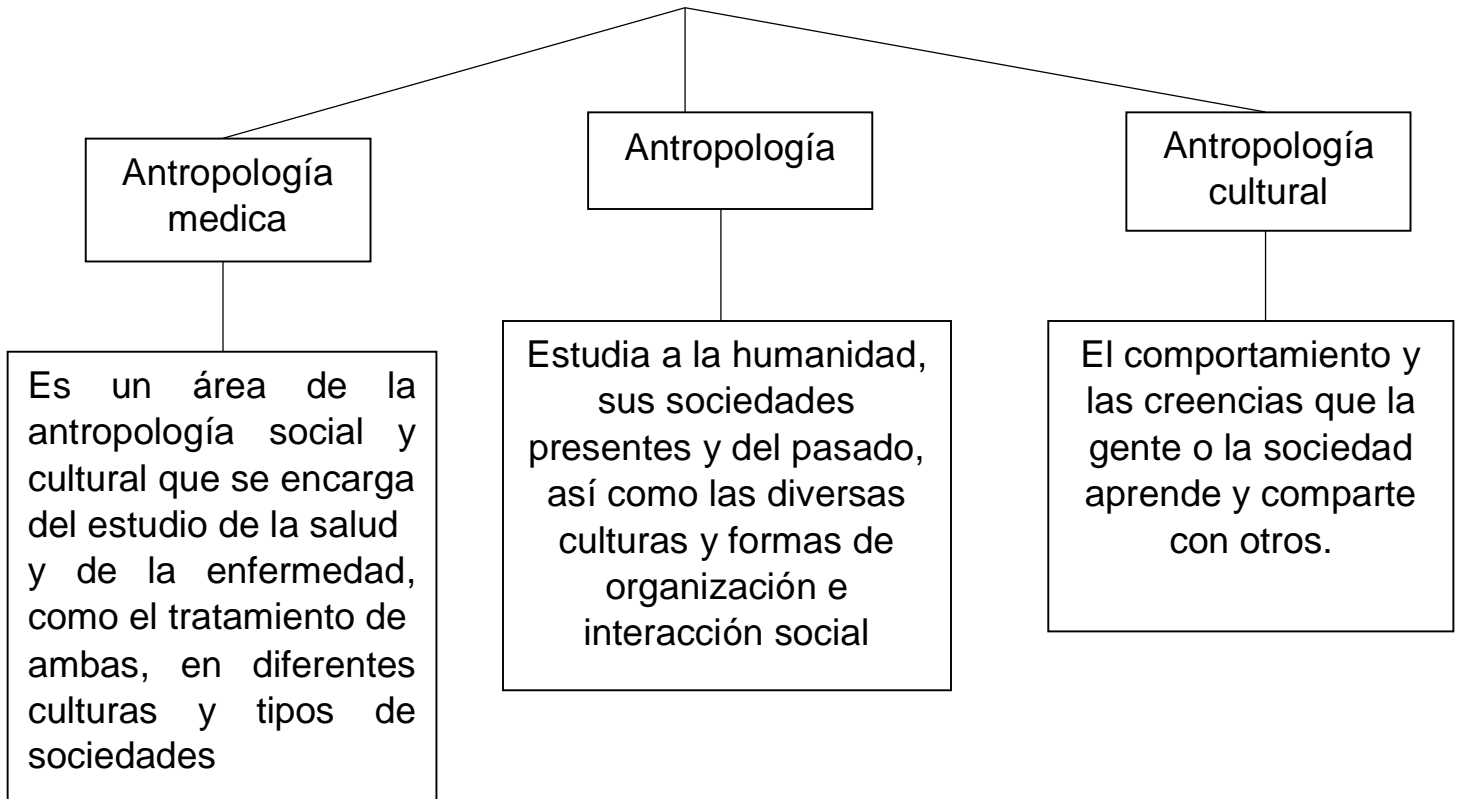 Antropología
medica
Antropología
Antropología
cultural
Es un área de la
antropología social y
cultural que se encarga
del estudio de la salud
y de la enfermedad,
como el tratamiento de
ambas, en diferentes
culturas y tipos de
sociedades
Estudia a la humanidad,
sus sociedades
presentes y del pasado,
así como las diversas
culturas y formas de
organización e
interacción social
El comportamiento y
las creencias que la
gente o la sociedad
aprende y comparte
con otros.